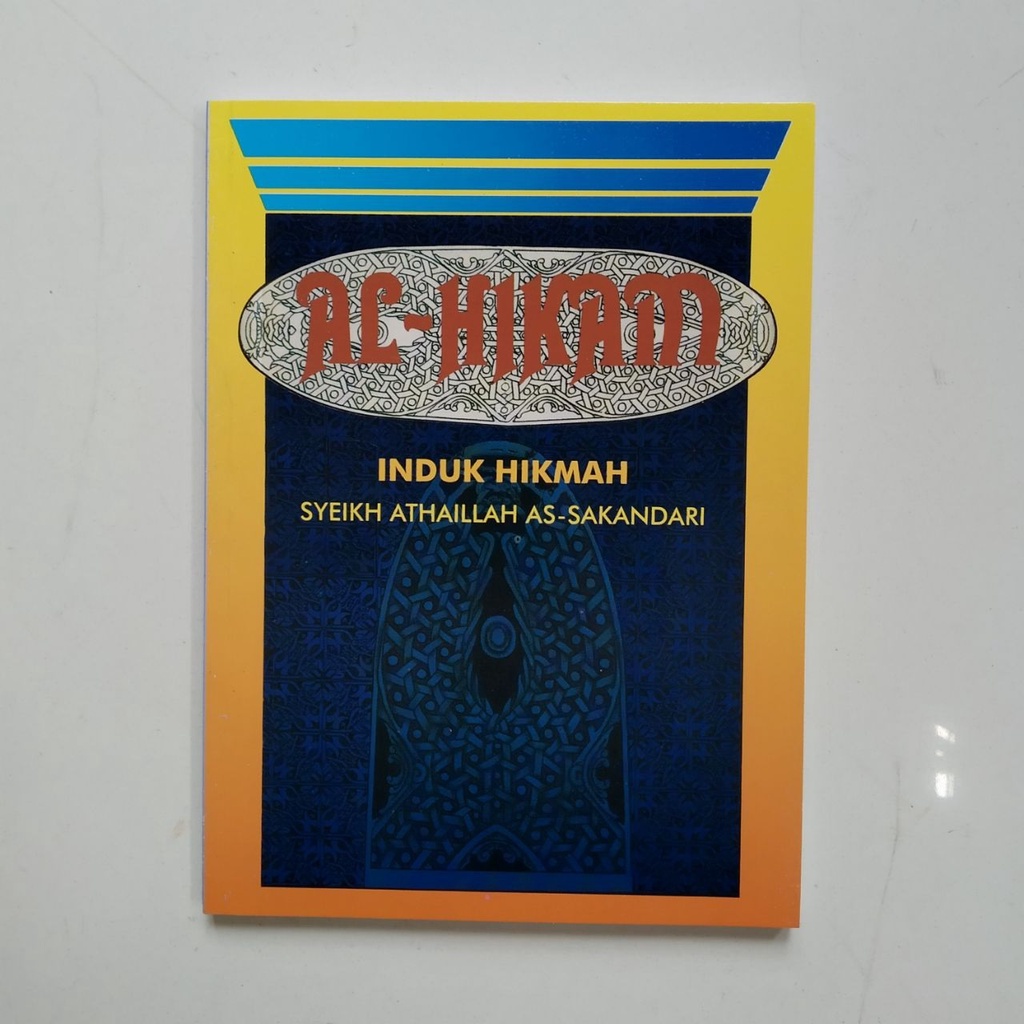 AL-HIKAM
INDUK HIKMAH
SYEIKH ATHAILLAH AS-SAKANDARI